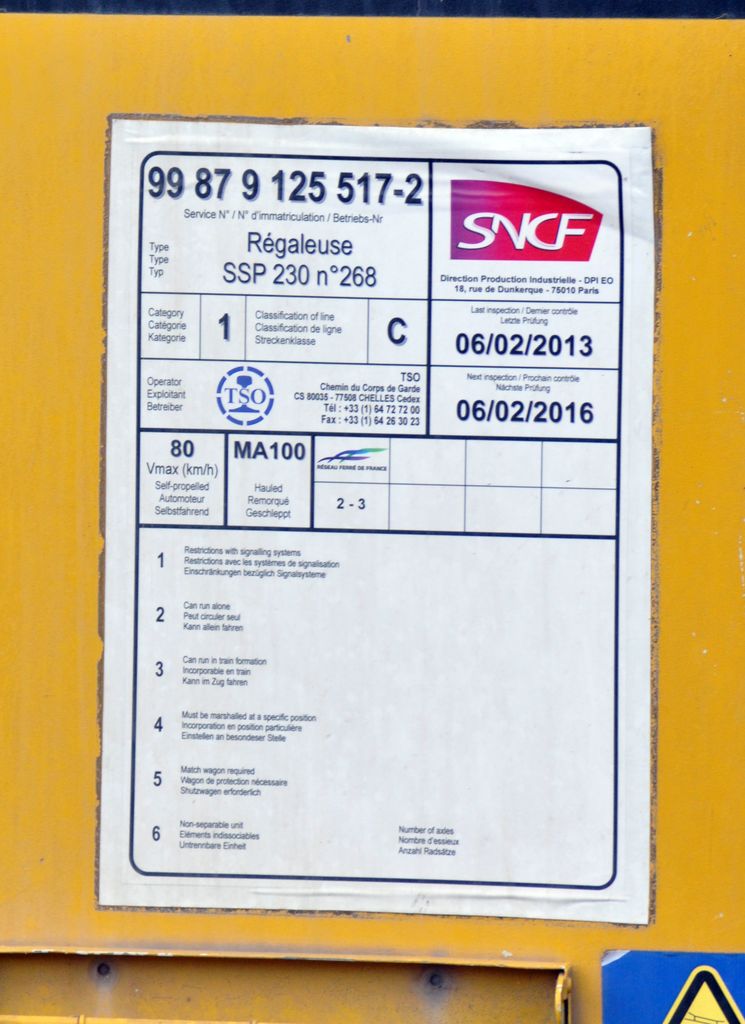 99 87 9 125 517-2
Service N° / N° d'immatriculation / Betriebs-Nr
Type
Type
Typ
Régaleuse
SSP 230 n°268
SNCF
Direction Production Industrielle - DPI EO
18, rue de Dunkerque - 75010 Paris
Category
Catégorie
Kategorie
1
Classification of line
Classification de ligne
Streckenklasse
C
Last inspection / Dernier contrôle
Letzte Prüfung
06/02/2013
Operator
Exploitant
Betreiber
TSO
TSO
Chemin du Corps de Garde
CS 80035 - 77508 CHELLES Cedex
Tél : +33 (1) 64 72 72 00
Fax : +33 (1) 64 26 30 23
Next inspection / Prochain contrôle
Nächste Prüfung
06/02/2016
80
Vmax (km/h)
Self-propelled
Automoteur
Selbstfahrend
MA100
Hauled
Remorqué
Geschleppt
RÉSEAU FERRÉ DE FRANCE
2 - 3
1
Restrictions with signalling systems
Restrictions avec les systèmes de signalisation
Einschränkungen bezüglich Signalsysteme
2
Can run alone
Peut circuler seul
Kann allein fahren
3
Can run in train formation
Incorporable en train
Kann im Zug fahren
4
Must be marshalled at a specific position
Incorporation en position particulière
Einstellen an besondeser Stelle
5
Match wagon required
Wagon de protection nécessaire
Shutzwagen erforderlich
6
Non-separable unit
Eléments indissociables
Untrennbare Einheit
Number of axles
Nombre d'essieux
Anzahl Radsätze